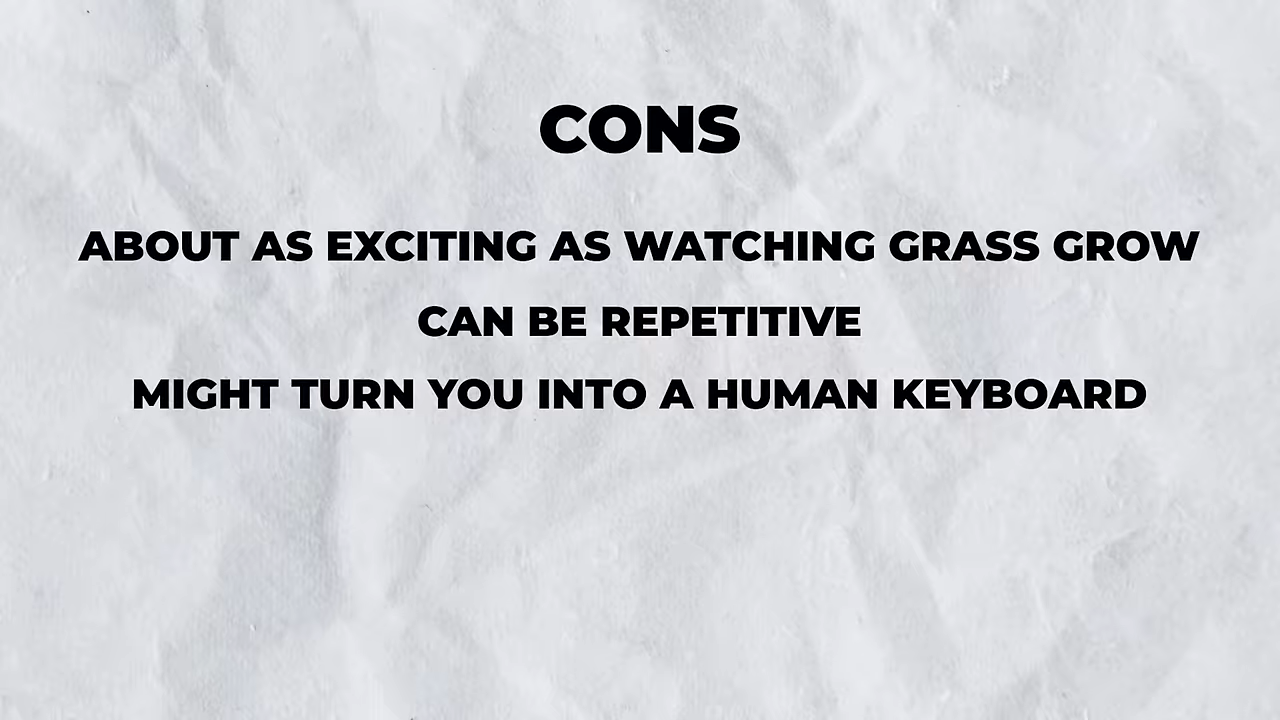 CONS
ABOUT AS EXCITING AS WATCHING GRASS GROW
CAN BE REPETITIVE
MIGHT TURN YOU INTO A HUMAN KEYBOARD